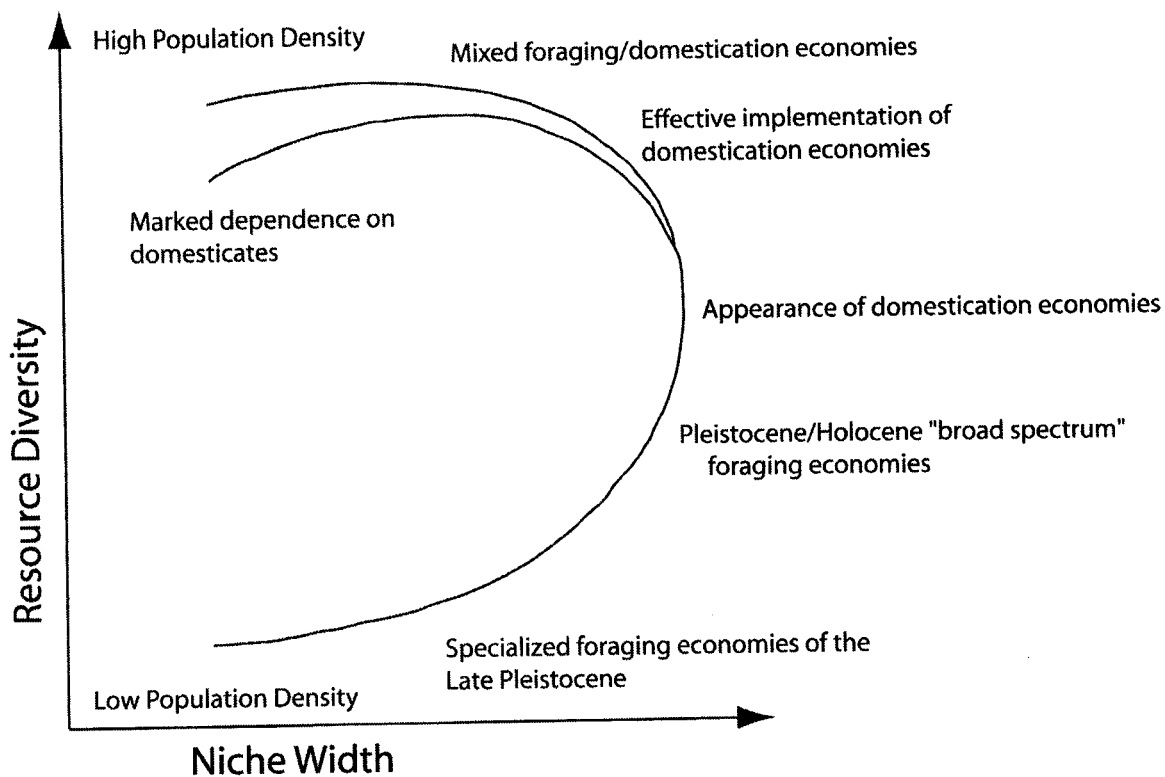 High Population Density
Mixed foraging/domestication economies
Effective implementation of
domestication economies
Marked dependence on
domesticates
Appearance of domestication economies
Pleistocene/Holocene "broad spectrum"
foraging economies
Specialized foraging economies of the
Late Pleistocene
Low Population Density
Resource Diversity
Niche Width